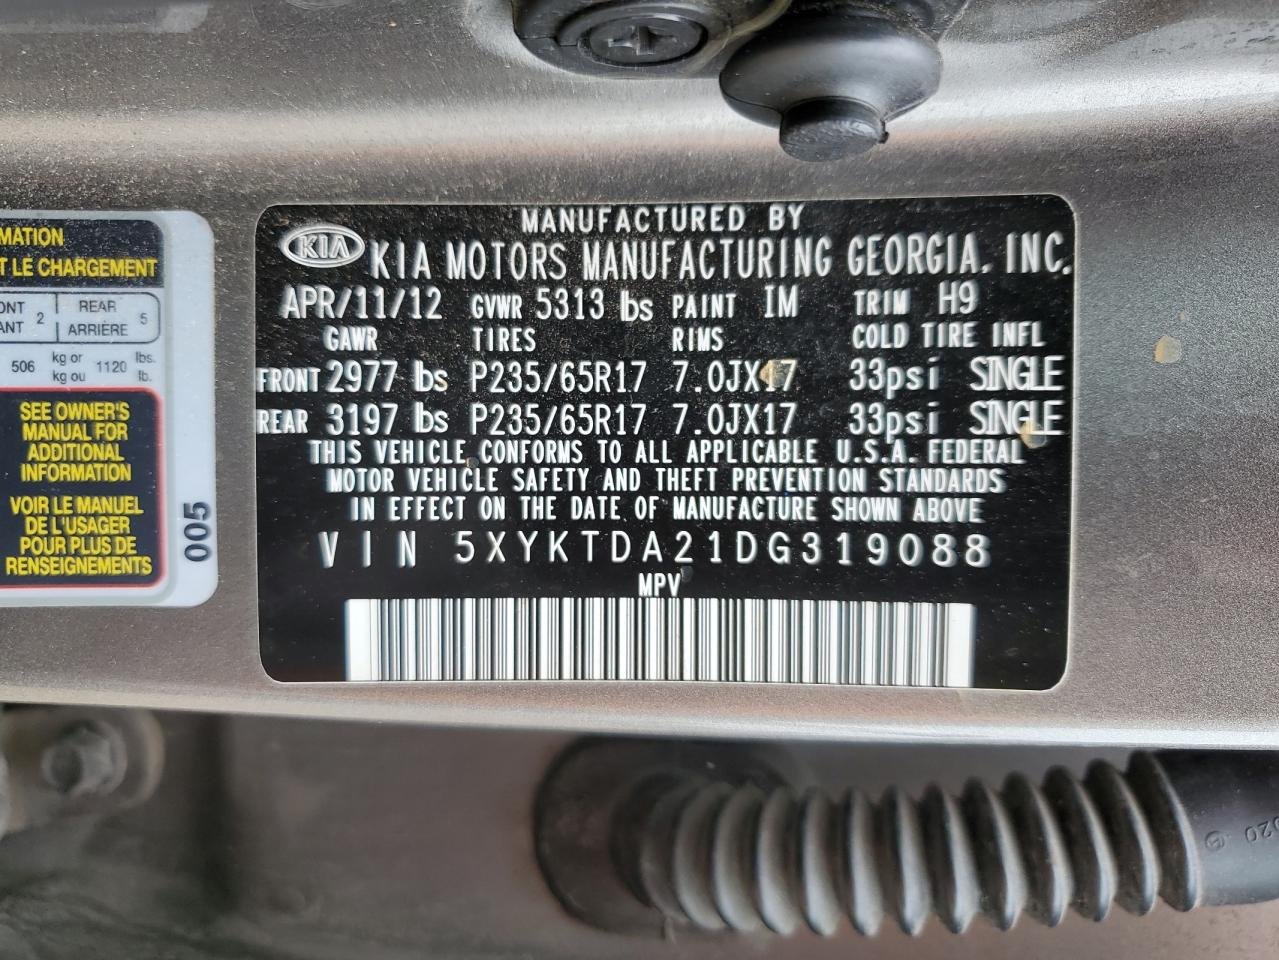 MATION
T LE CHARGEMENT
ONT 2 REAR 5
ANT ARRIÈRE
506 kg or 1120 lbs.
kg ou lb.
SEE OWNER'S
MANUAL FOR
ADDITIONAL
INFORMATION
VOIR LE MANUEL
DE L'USAGER
POUR PLUS DE
RENSEIGNEMENTS
005
MANUFACTURED BY
KIA KIA MOTORS MANUFACTURING GEORGIA, INC.
APR/11/12 GVWR 5313 lbs PAINT IM TRIM H9
GAWR TIRES RIMS COLD TIRE INFL
FRONT 2977 lbs P235/65R17 7.0JX17 33psi SINGLE
REAR 3197 lbs P235/65R17 7.0JX17 33psi SINGLE
THIS VEHICLE CONFORMS TO ALL APPLICABLE U.S.A. FEDERAL
MOTOR VEHICLE SAFETY AND THEFT PREVENTION STANDARDS
IN EFFECT ON THE DATE OF MANUFACTURE SHOWN ABOVE
VIN 5XYKTDA21DG319088
MPV